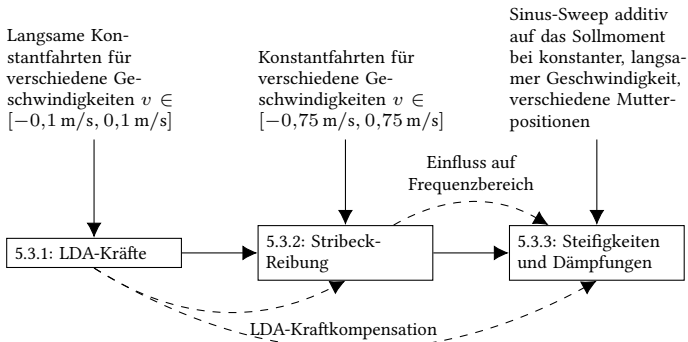 Langsame Kon-
stantfahrten für
verschiedene Ge-
schwindigkeiten v ∈
[−0,1 m/s, 0,1 m/s]
Konstantfahrten für
verschiedene Ge-
schwindigkeiten v ∈
[−0,75 m/s, 0,75 m/s]
Sinus-Sweep additiv
auf das Sollmoment
bei konstanter, langsa-
mer Geschwindigkeit,
verschiedene Mutter-
positionen
Einfluss auf
Frequenzbereich
5.3.1: LDA-Kräfte
5.3.2: Stribeck-
Reibung
5.3.3: Steifigkeiten
und Dämpfungen
LDA-Kraftkompensation